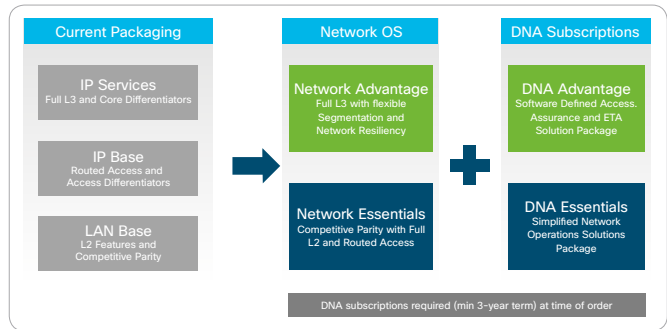 Current Packaging
IP Services
Full L3 and Core Differentiators
IP Base
Routed Access and
Access Differentiators
LAN Base
L2 Features and
Competitive Parity
Network OS
Network Advantage
Full L3 with flexible
Segmentation and
Network Resiliency
Network Essentials
Competitive Parity with Full
L2 and Routed Access
DNA Subscriptions
DNA Advantage
Software Defined Access.
Assurance and ETA
Solution Package
DNA Essentials
Simplified Network
Operations Solutions
Package
DNA subscriptions required (min 3-year term) at time of order